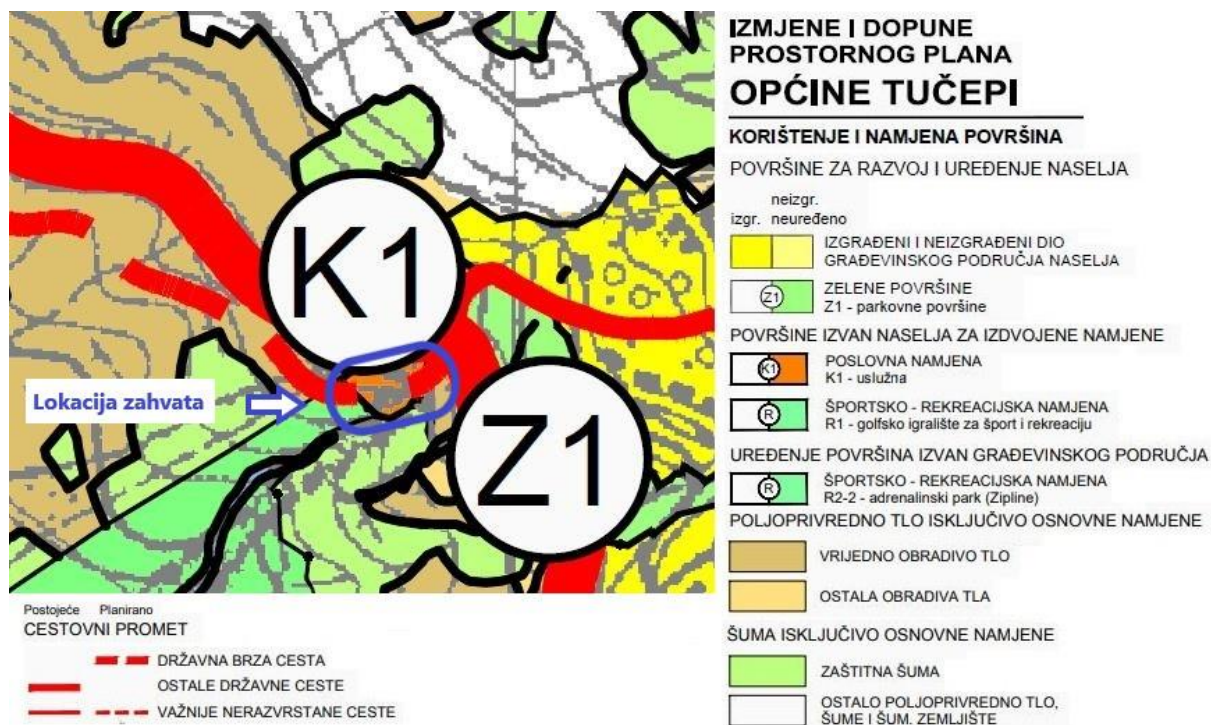 K1
Lokacija zahvata
Z1
IZMJENE I DOPUNE
PROSTORNOG PLANA
OPĆINE TUČEPI
KORIŠTENJE I NAMJENA POVRŠINA
POVRŠINE ZA RAZVOJ I UREĐENJE NASELJA
neizgr.
izgr. neuređeno
IZGRAĐENI I NEIZGRAĐENI DIO
GRAĐEVINSKOG PODRUČJA NASELJA
Z1
ZELENE POVRŠINE
Z1 - parkovne površine
POVRŠINE IZVAN NASELJA ZA IZDVOJENE NAMJENE
K1
POSLOVNA NAMJENA
K1 - uslužna
R
ŠPORTSKO - REKREACIJSKA NAMJENA
R1 - golfsko igralište za šport i rekreaciju
UREĐENJE POVRŠINA IZVAN GRAĐEVINSKOG PODRUČJA
R
ŠPORTSKO - REKREACIJSKA NAMJENA
R2-2 - adrenalinski park (Zipline)
POLJOPRIVREDNO TLO ISKLJUČIVO OSNOVNE NAMJENE
VRIJEDNO OBRADIVO TLO
OSTALA OBRADIVA TLA
ŠUMA ISKLJUČIVO OSNOVNE NAMJENE
ZAŠTITNA ŠUMA
OSTALO POLJOPRIVREDNO TLO,
ŠUME I ŠUM. ZEMLJIŠTE
Postojeće Planirano
CESTOVNI PROMET
DRŽAVNA BRZA CESTA
OSTALE DRŽAVNE CESTE
VAŽNIJE NERAZVRSTANE CESTE